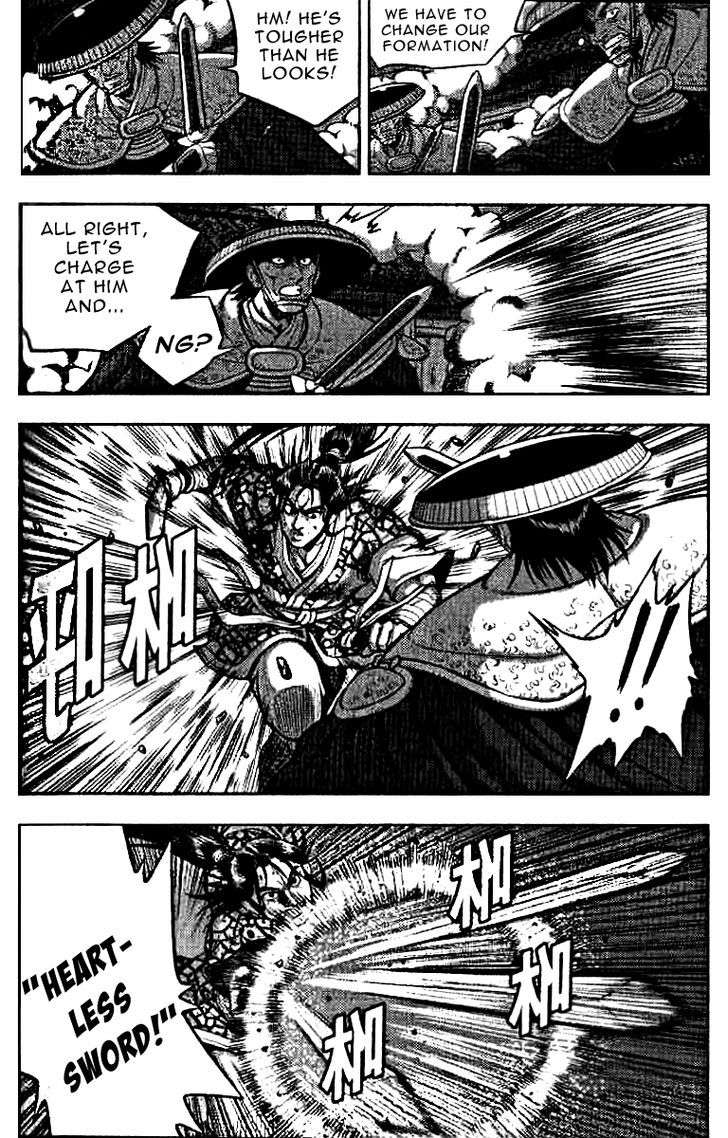 HM! HE'S
TOUGHER
THAN HE
LOOKS!
WE HAVE TO
CHANGE OUR
FORMATION!
ALL RIGHT,
LET'S
CHARGE
AT HIM
AND...
NG?
!!
"HEART-
LESS
SWORD!"